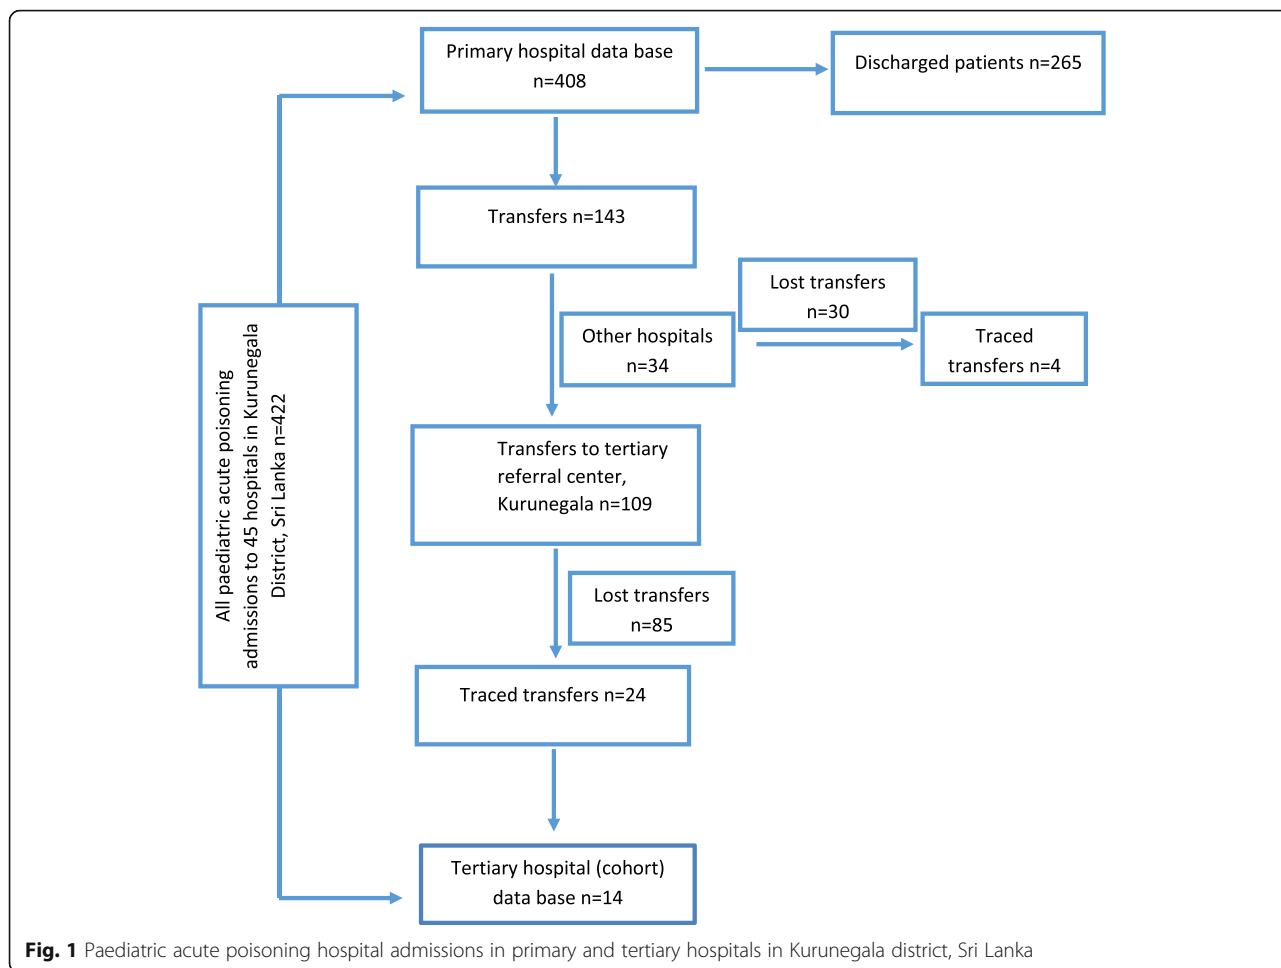 Primary hospital data base
n=408
Discharged patients n=265
Transfers n=143
Lost transfers
n=30
Other hospitals
n=34
Traced
transfers n=4
All paediatric acute poisoning
admissions to 45 hospitals in Kurunegala
District, Sri Lanka n=422
Transfers to tertiary
referral center,
Kurunegala n=109
Lost transfers
n=85
Traced transfers n=24
Tertiary hospital (cohort)
data base n=14
Fig. 1 Paediatric acute poisoning hospital admissions in primary and tertiary hospitals in Kurunegala district, Sri Lanka